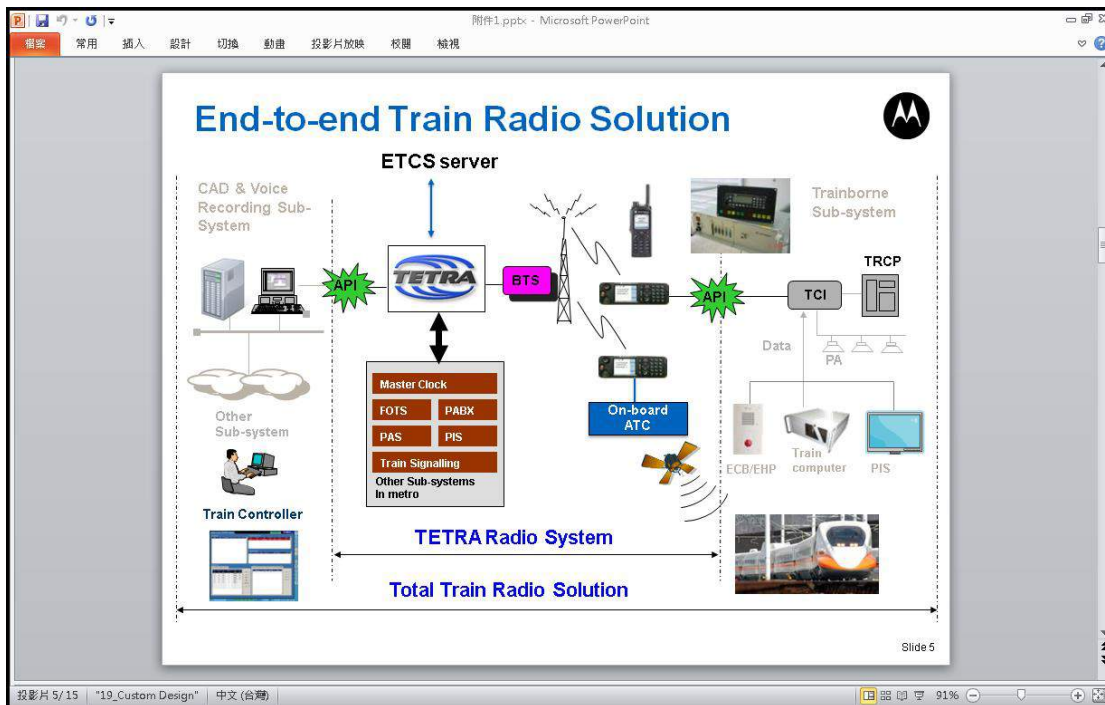 附件1.pptx - Microsoft PowerPoint
檔案 常用 插入 設計 切換 動畫 投影片放映 校閱 檢視
End-to-end Train Radio Solution
ETCS server
CAD & Voice
Recording Sub-
System
Trainborne
Sub-system
API
TETRA
BTS
API
TCI
TRCP
Data
PA
Master Clock
FOTS
PABX
PAS
PIS
Train Signalling
Other Sub-systems
In metro
On-board
ATC
Other
Sub-system
ECB/EHP
Train
computer
PIS
Train Controller
TETRA Radio System
Total Train Radio Solution
Slide 5
投影片 5/15 "19_Custom Design" 中文 (台灣) 91%